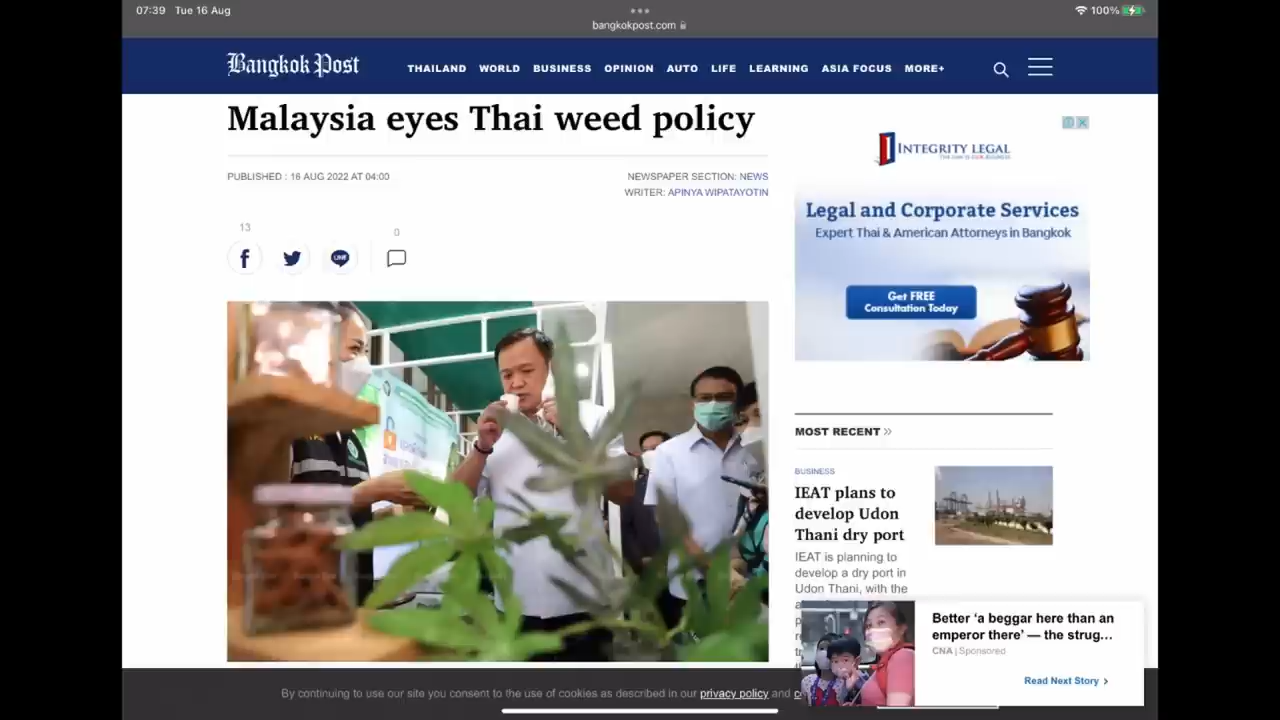 07:39 Tue 16 Aug
100%
bangkokpost.com
Bangkok Post
THAILAND WORLD BUSINESS OPINION AUTO LIFE LEARNING ASIA FOCUS MORE+
Malaysia eyes Thai weed policy
PUBLISHED : 16 AUG 2022 AT 04:00
NEWSPAPER SECTION: NEWS
WRITER: APINYA WIPATAYOTIN
13
0
LINE
INTEGRITY LEGAL
Legal and Corporate Services
Expert Thai & American Attorneys in Bangkok
Get FREE
Consultation Today
MOST RECENT »
BUSINESS
IEAT plans to
develop Udon
Thani dry port
IEAT is planning to
develop a dry port in
Udon Thani, with the
Better ‘a beggar here than an
emperor there’ — the strug...
CNA | Sponsored
Read Next Story >
By continuing to use our site you consent to the use of cookies as described in our privacy policy and